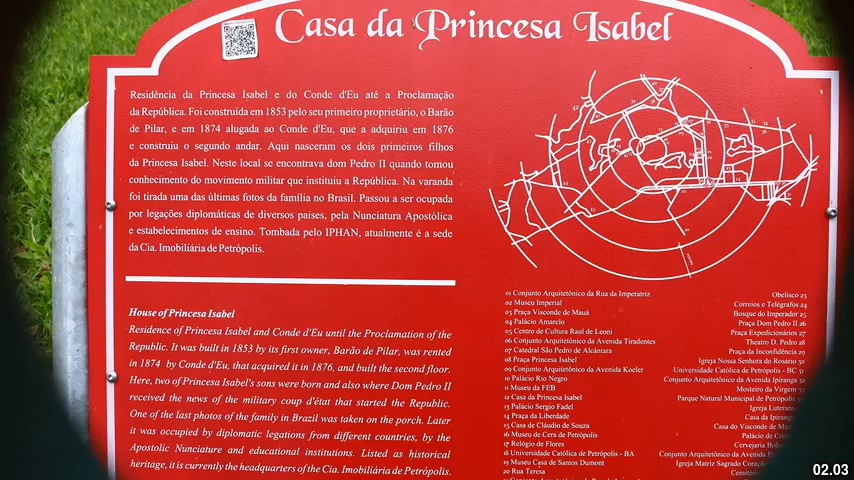 Casa da Princesa Isabel
Residência da Princesa Isabel e do Conde d'Eu até a Proclamação
da República. Foi construída em 1853 pelo seu primeiro proprietário, o Barão
de Pilar, e em 1874 alugada ao Conde d'Eu, que a adquiriu em 1876
e construiu o segundo andar. Aqui nasceram os dois primeiros filhos
da Princesa Isabel. Neste local se encontrava dom Pedro II quando tomou
conhecimento do movimento militar que instituiu a República. Na varanda
foi tirada uma das últimas fotos da família no Brasil. Passou a ser ocupada
por legações diplomáticas de diversos países, pela Nunciatura Apostólica
e estabelecimentos de ensino. Tombada pelo IPHAN, atualmente é a sede
da Cia. Imobiliária de Petrópolis.
House of Princesa Isabel
Residence of Princesa Isabel and Conde d'Eu until the Proclamation of the
Republic. It was built in 1853 by its first owner, Barão de Pilar, was rented
in 1874 by Conde d'Eu, that acquired it in 1876, and built the second floor.
Here, two of Princesa Isabel's sons were born and also where Dom Pedro II
received the news of the military coup d'état that started the Republic.
One of the last photos of the family in Brazil was taken on the porch. Later
it was occupied by diplomatic legations from different countries, by the
Apostolic Nunciature and educational institutions. Listed as historical
heritage, it is currently the headquarters of the Cia. Imobiliária de Petrópolis.
01 Conjunto Arquitetônico da Rua da Imperatriz
02 Museu Imperial
03 Praça Visconde de Mauá
04 Palácio Amarelo
05 Centro de Cultura Raul de Leoni
06 Conjunto Arquitetônico da Avenida Tiradentes
07 Catedral São Pedro de Alcântara
08 Praça Princesa Isabel
09 Conjunto Arquitetônico da Avenida Koeler
10 Palácio Rio Negro
11 Museu da FEB
12 Casa da Princesa Isabel
13 Palácio Sergio Fadel
14 Praça da Liberdade
15 Casa de Cláudio de Souza
16 Museu de Cera de Petrópolis
17 Relógio de Flores
18 Universidade Católica de Petrópolis - BA
19 Museu Casa de Santos Dumont
20 Rua Teresa
Obelisco 23
Correios e Telégrafos 24
Bosque do Imperador 25
Praça Dom Pedro II 26
Praça Expedicionários 27
Theatro D. Pedro 28
Praça da Inconfidência 29
Igreja Nossa Senhora do Rosário 30
Universidade Católica de Petrópolis - BC 31
Conjunto Arquitetônico da Avenida Ipiranga 32
Mosteiro da Virgem
Parque Natural Municipal de Petrópolis
Igreja Luterana
Casa da
Casa do Visconde de
Palácio de
Cervejaria
Conjunto Arquitetônico da Avenida
Igreja Matriz Sagrado
02.03